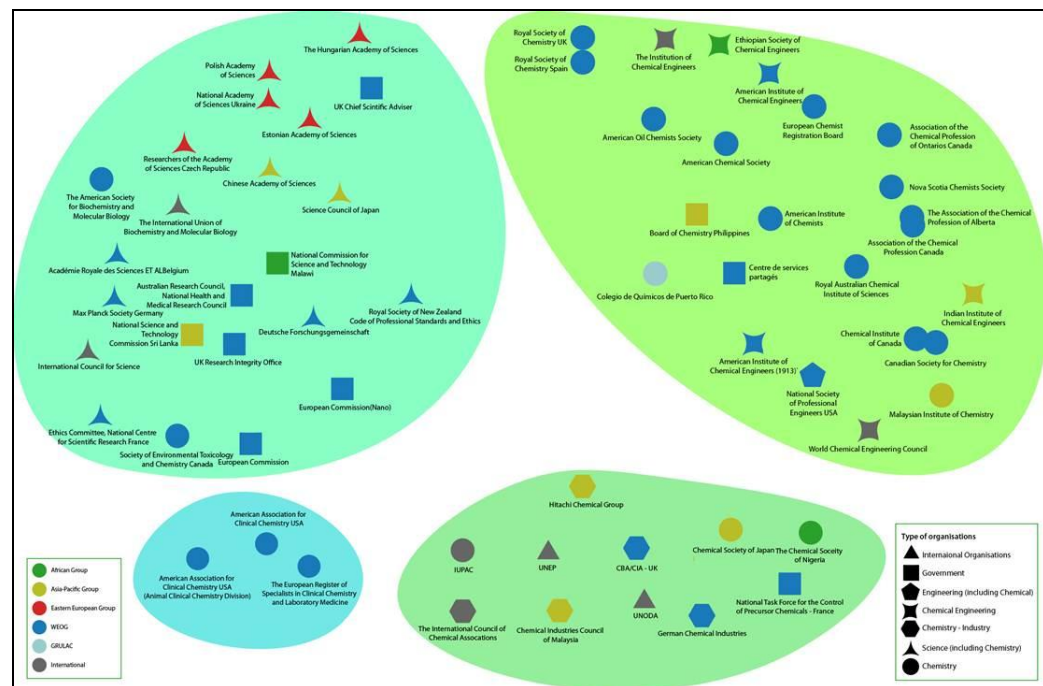 The Hungarian Academy of Sciences
Polish Academy
of Sciences
National Academy
of Sciences Ukraine
UK Chief Scintific Adviser
Estonian Academy of Sciences
Researchers of the Academy
of Sciences Czech Republic
Chinese Academy of Sciences
The American Society
for Biochemistry and
Molecular Biology
Science Council of Japan
The International Union of
Biochemistry and Molecular Biology
National Commission for
Science and Technology
Malawi
Académie Royale des Sciences ET ALBelgium
Australian Research Council,
National Health and
Medical Research Council
Max Planck Society Germany
Royal Society of New Zealand
Code of Professional Standards and Ethics
National Science and
Technology
Commission Sri Lanka
Deutsche Forschungsgemeinschaft
International Council for Science
UK Research Integrity Office
European Commission(Nano)
Ethics Committee, National Centre
for Scientific Research France
Society of Environmental Toxicology
and Chemistry Canada
European Commission
Royal Society of
Chemistry UK
Royal Society of
Chemistry Spain
The Institution of
Chemical Engineers
Ethiopian Society of
Chemical Engineers
American Institute of
Chemical Engineers
European Chemist
Registration Board
American Oil Chemists Society
American Chemical Society
Association of the
Chemical Profession
of Ontarios Canada
Nova Scotia Chemists Society
Board of Chemistry Philippines
American Institute
of Chemists
The Association of the Chemical
Profession of Alberta
Association of the Chemical
Profession Canada
Colegio de Químicos de Puerto Rico
Centre de services
partagés
Royal Australian Chemical
Institute of Sciences
Indian Institute of
Chemical Engineers
Chemical Institute
of Canada
Canadian Society for Chemistry
American Institute of
Chemical Engineers (1913)
National Society
of Professional
Engineers USA
Malaysian Institute of Chemistry
World Chemical Engineering Council
American Association for
Clinical Chemistry USA
American Association for
Clinical Chemistry USA
(Animal Clinical Chemistry Division)
The European Register of
Specialists in Clinical Chemistry
and Laboratory Medicine
Hitachi Chemical Group
IUPAC
UNEP
CBA/CIA - UK
Chemical Society of Japan
The Chemical Soceity
of Nigeria
The International Council of
Chemical Assocations
Chemical Industries Council
of Malaysia
UNODA
German Chemical Industries
National Task Force for the Control
of Precursor Chemicals - France
African Group
Asia-Pacific Group
Eastern European Group
WEOG
GRULAC
International
Type of organisations
Internaional Organisations
Government
Engineering (including Chemical)
Chemical Engineering
Chemistry - Industry
Science (including Chemistry)
Chemistry